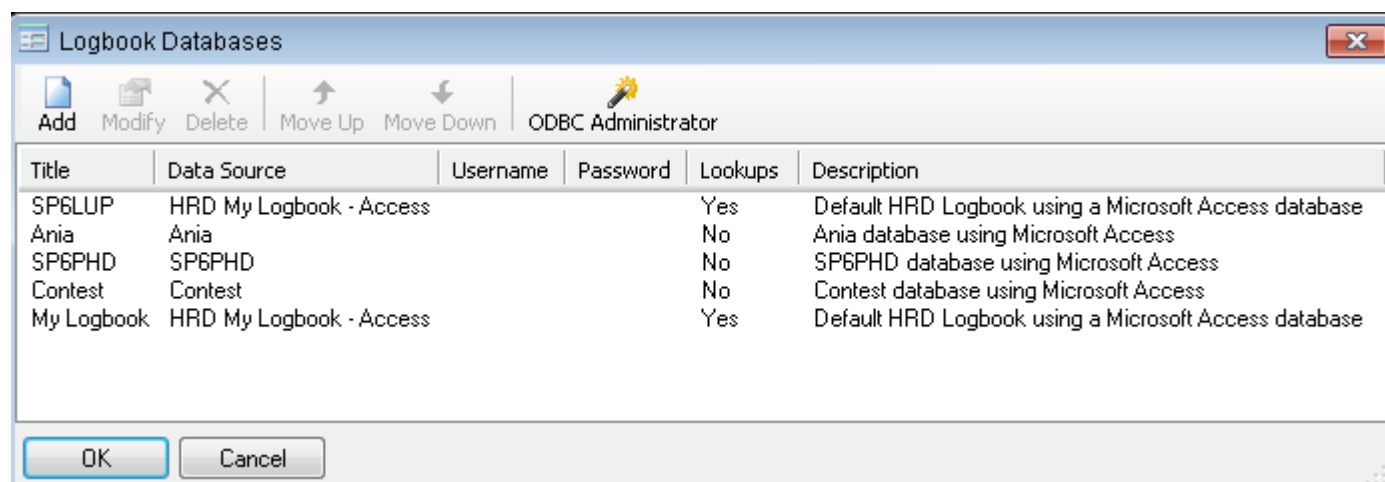 Logbook Databases
Add Modify Delete Move Up Move Down ODBC Administrator
Title Data Source Username Password Lookups Description
SP6LUP HRD My Logbook - Access Yes Default HRD Logbook using a Microsoft Access database
Ania Ania No Ania database using Microsoft Access
SP6PHD SP6PHD No SP6PHD database using Microsoft Access
Contest Contest No Contest database using Microsoft Access
My Logbook HRD My Logbook - Access Yes Default HRD Logbook using a Microsoft Access database
OK Cancel